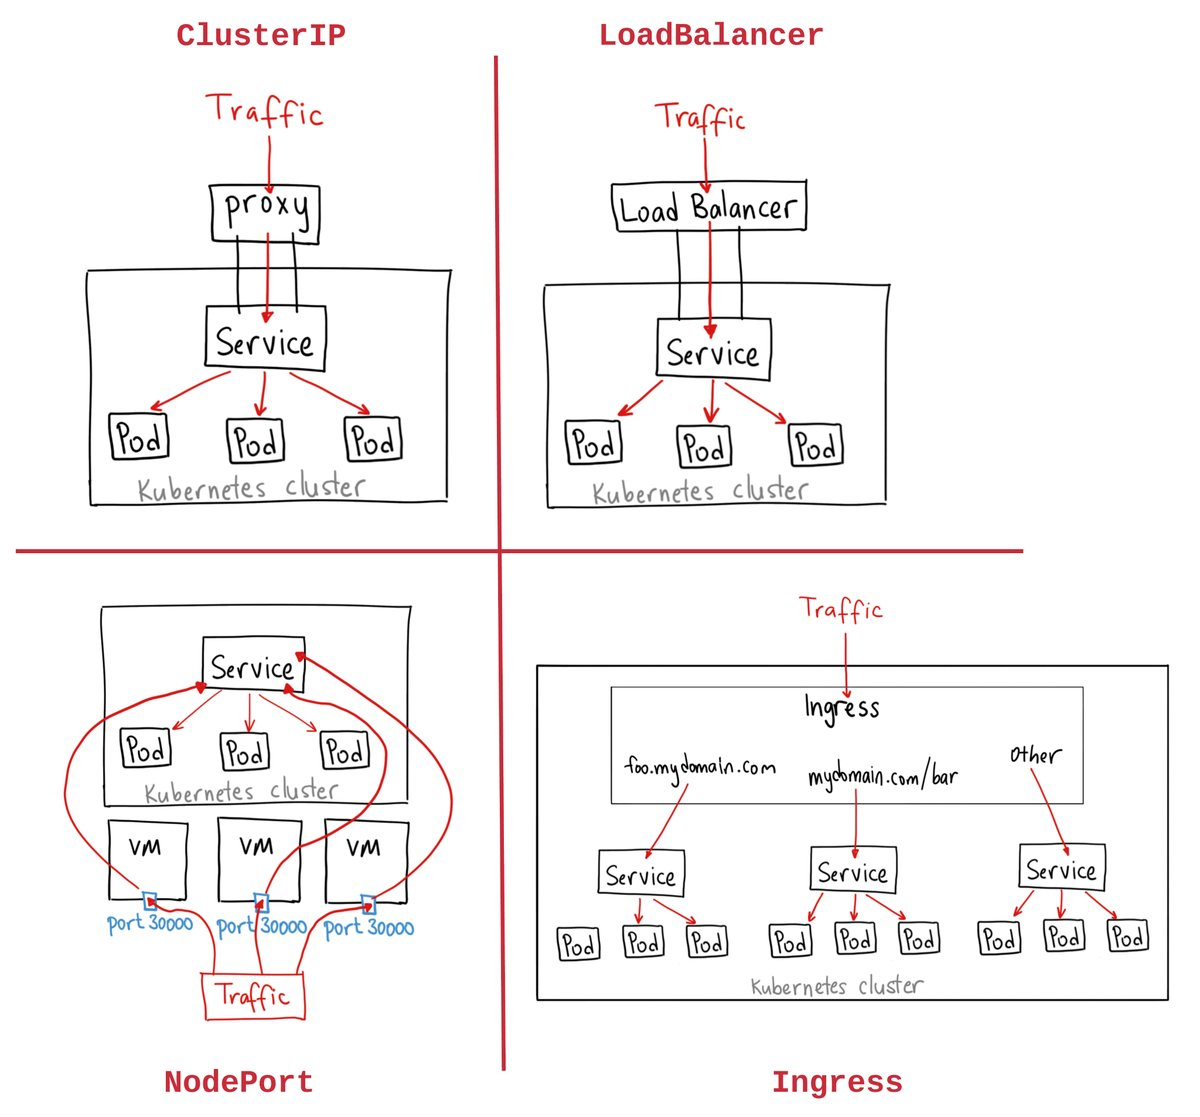 ClusterIP
Traffic
proxy
Service
Pod Pod Pod
Kubernetes cluster
LoadBalancer
Traffic
Load Balancer
Service
Pod Pod Pod
Kubernetes cluster
Service
Pod Pod Pod
Kubernetes cluster
VM VM VM
port 30000 port 30000 port 30000
Traffic
NodePort
Traffic
Ingress
foo.mydomain.com mydomain.com/bar Other
Service Service Service
Pod Pod Pod Pod Pod Pod Pod Pod Pod
Kubernetes cluster
Ingress